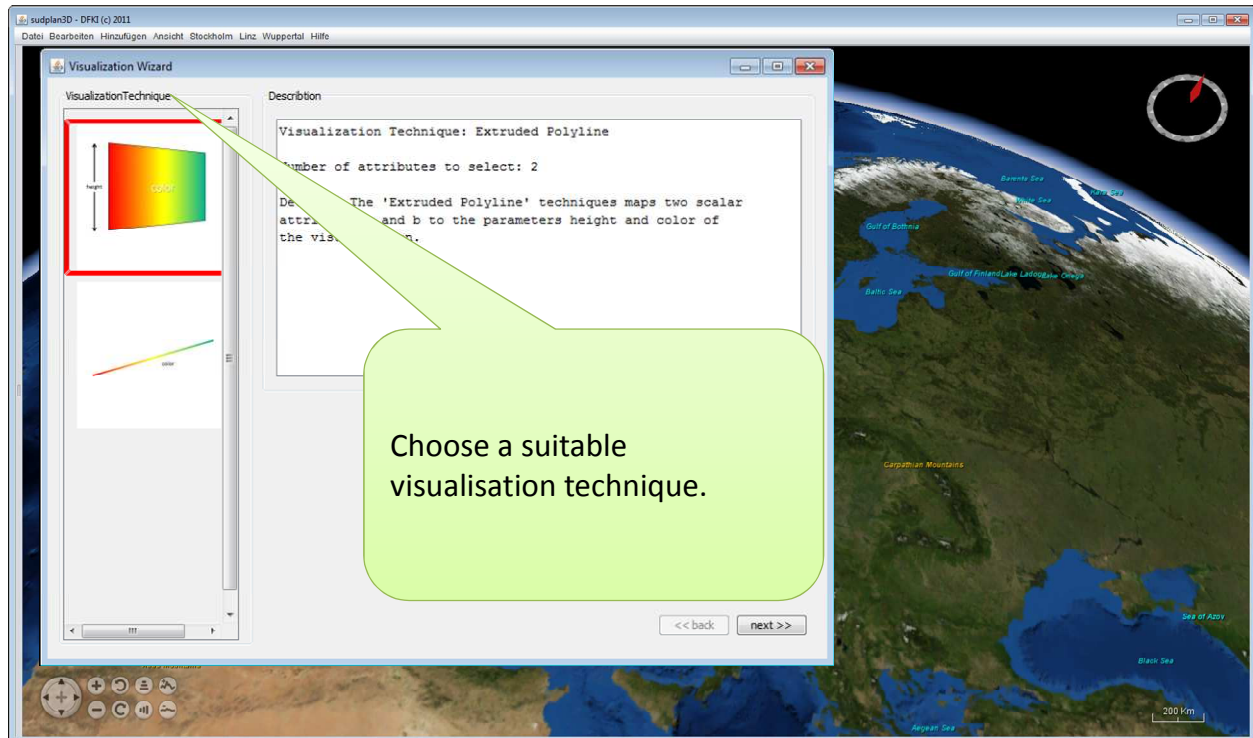 sudplan3D - DFKI (c) 2011
Datei Bearbeiten Hinzufügen Ansicht Stockholm Linz Wuppertal Hilfe
Visualization Wizard
VisualizationTechnique
Describtion
height
color
color
Visualization Technique: Extruded Polyline
Number of attributes to select: 2
The 'Extruded Polyline' techniques maps two scalar
and b to the parameters height and color of
the
Choose a suitable
visualisation technique.
<< back
next >>
Barents Sea
Kara Sea
White Sea
Gulf of Bothnia
Gulf of Finland
Lake Ladoga
Lake Onega
Baltic Sea
Carpathian Mountains
Sea of Azov
Black Sea
Aegean Sea
200 Km